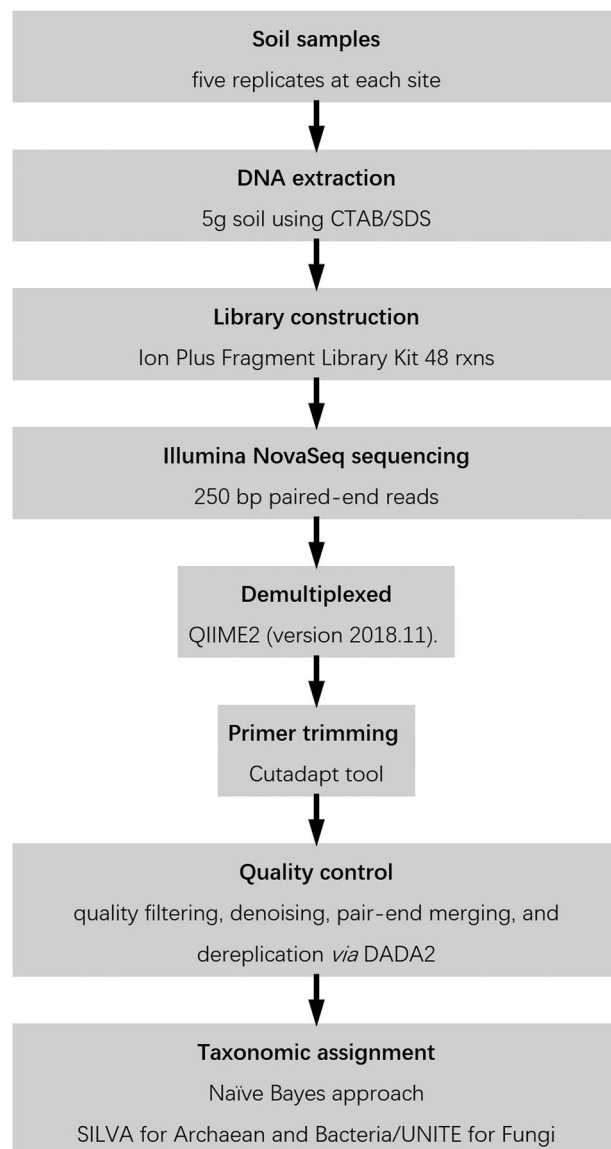 Soil samples
five replicates at each site
DNA extraction
5g soil using CTAB/SDS
Library construction
Ion Plus Fragment Library Kit 48 rxns
Illumina NovaSeq sequencing
250 bp paired-end reads
Demultiplexed
QIIME2 (version 2018.11).
Primer trimming
Cutadapt tool
Quality control
quality filtering, denoising, pair-end merging, and
dereplication via DADA2
Taxonomic assignment
Naïve Bayes approach
SILVA for Archaean and Bacteria/UNITE for Fungi